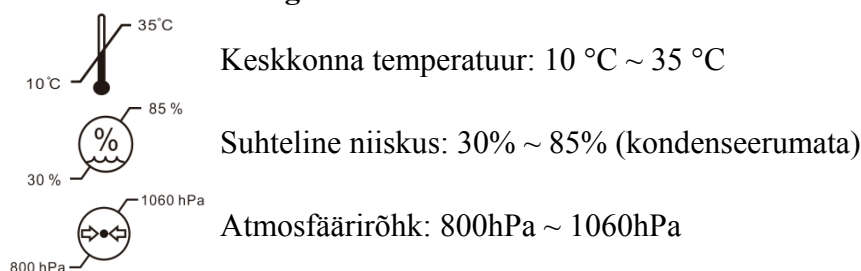 35°C
Keskkonna temperatuur: 10 °C ~ 35 °C
10°C
85 %
%
Suhteline niiskus: 30% ~ 85% (kondenseerumata)
30 %
1060 hPa
Atmosfäärirõhk: 800hPa ~ 1060hPa
800 hPa